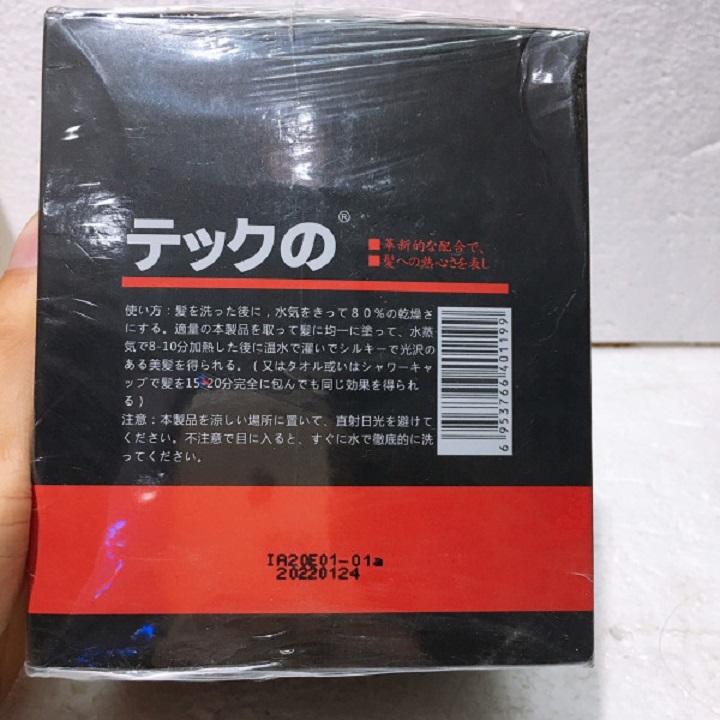 テックの®
■革新的な配合で、
■髪への熱心さを表し
使い方：髪を洗った後に，水気をきって80%の乾燥さ
にする。適量の本製品を取って髪に均一に塗って、水蒸
気で8-10分加熱した後に温水で濯いでシルキーで光沢の
ある美髪を得られる。(又はタオル或いはシャワーキャ
ップで髪を15-20分完全に包んでも同じ効果を得られ
る)
注意：本製品を涼しい場所に置いて、直射日光を避けて
ください。不注意で目に入ると、すぐに水で徹底的に洗
ってください。
6 953766 401199
IA20E01-01a
20220124